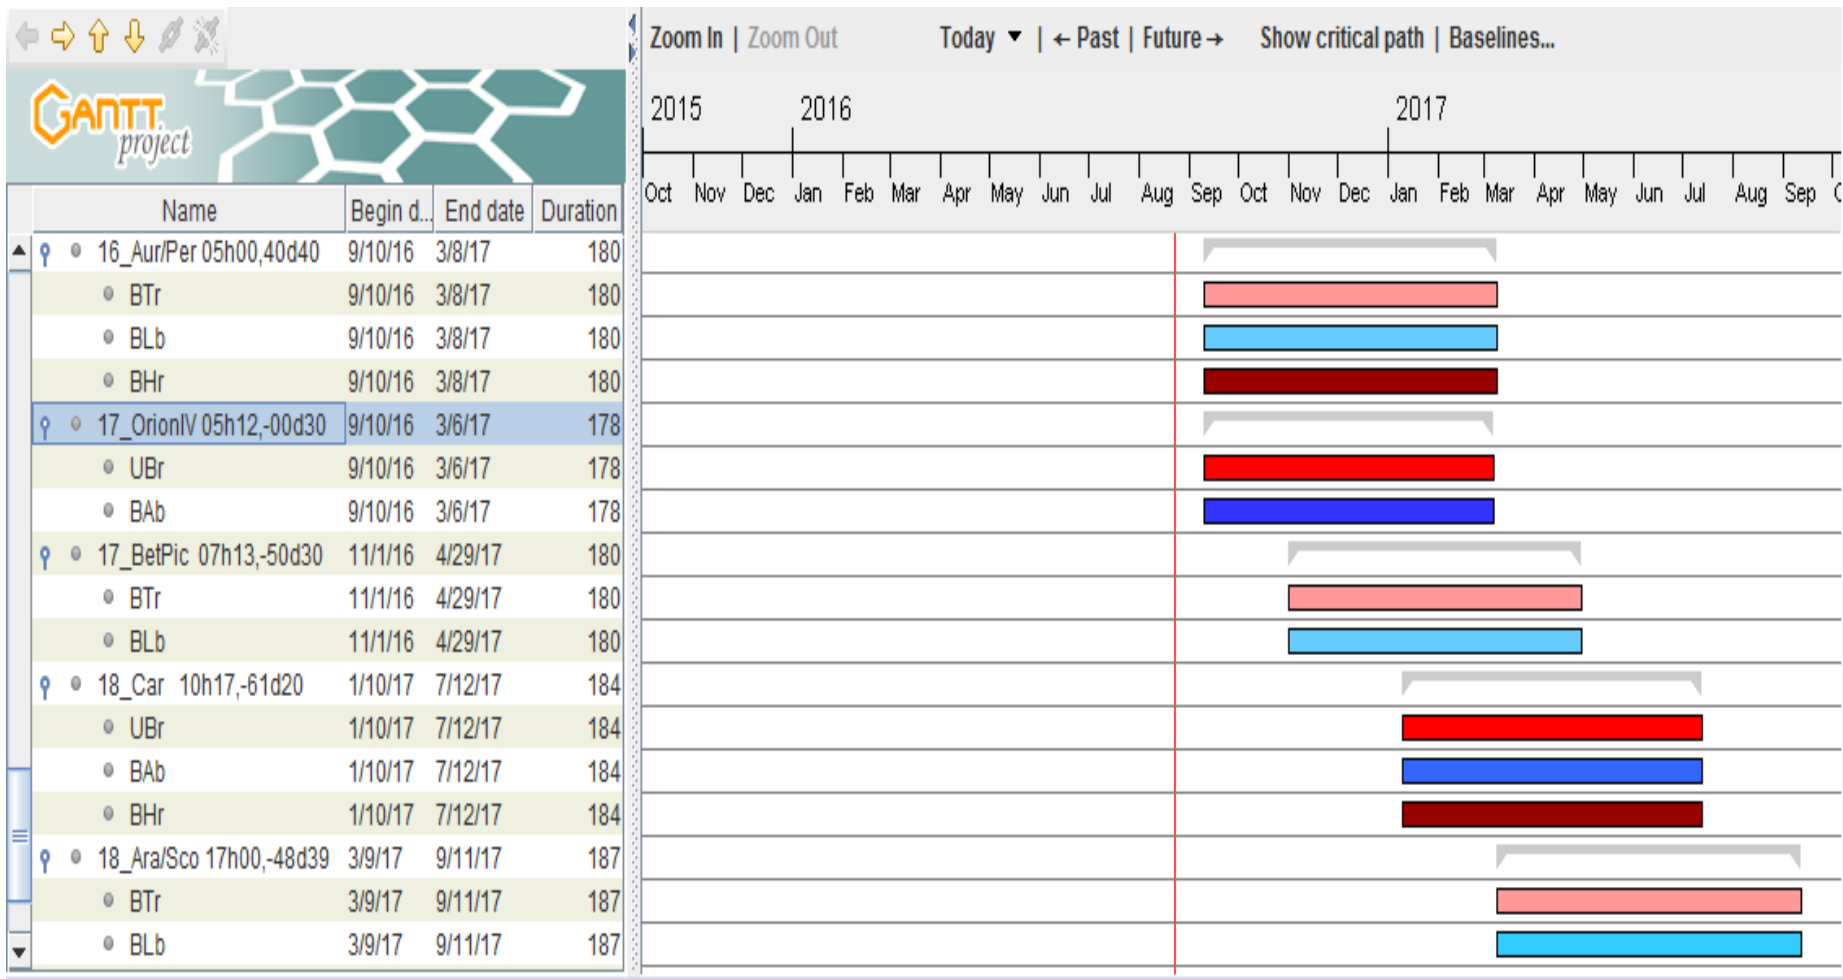 Zoom In | Zoom Out Today ▼ | ← Past | Future → Show critical path | Baselines...
GANTT
project
2015 2016 2017
Oct Nov Dec Jan Feb Mar Apr May Jun Jul Aug Sep Oct Nov Dec Jan Feb Mar Apr May Jun Jul Aug Sep
Name Begin d... End date Duration
16_Aur/Per 05h00,40d40 9/10/16 3/8/17 180
BTr 9/10/16 3/8/17 180
BLb 9/10/16 3/8/17 180
BHr 9/10/16 3/8/17 180
17_OrionIV 05h12,-00d30 9/10/16 3/6/17 178
UBr 9/10/16 3/6/17 178
BAb 9/10/16 3/6/17 178
17_BetPic 07h13,-50d30 11/1/16 4/29/17 180
BTr 11/1/16 4/29/17 180
BLb 11/1/16 4/29/17 180
18_Car 10h17,-61d20 1/10/17 7/12/17 184
UBr 1/10/17 7/12/17 184
BAb 1/10/17 7/12/17 184
BHr 1/10/17 7/12/17 184
18_Ara/Sco 17h00,-48d39 3/9/17 9/11/17 187
BTr 3/9/17 9/11/17 187
BLb 3/9/17 9/11/17 187